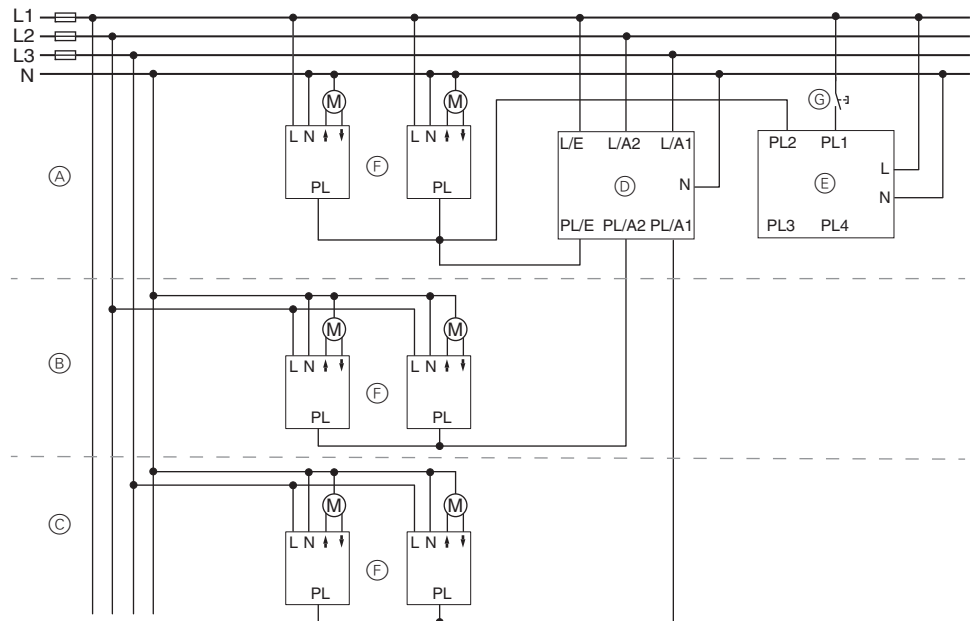 L1
L2
L3
N
M M
G
L N L N L/E L/A2 L/A1 PL2 PL1
A F D N L
E
N
PL PL PL/E PL/A2 PL/A1 PL3 PL4
M M
L N L N
B F
PL PL
M M
L N L N
C F
PL PL